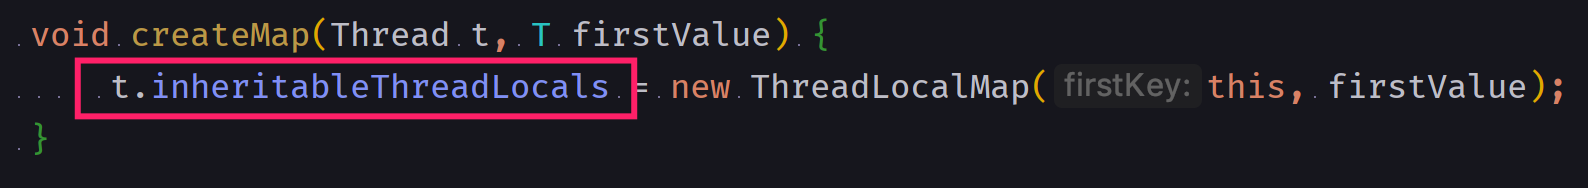 void createMap(Thread t, T firstValue) {
t.inheritableThreadLocals = new ThreadLocalMap( firstKey: this, firstValue);
}